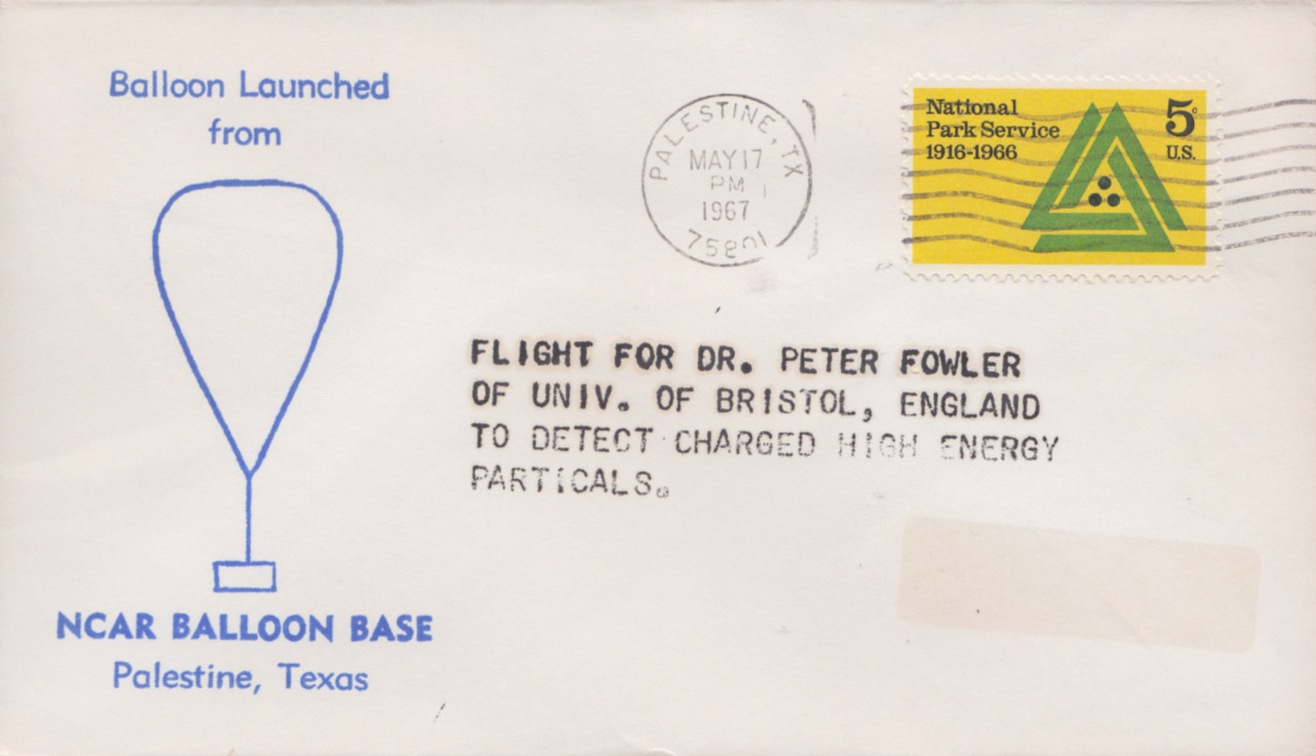 Balloon Launched
from
NCAR BALLOON BASE
Palestine, Texas
PALESTINE, TX
MAY 17
PM
1967
75801
National
Park Service
1916-1966
5c
U.S.
FLIGHT FOR DR. PETER FOWLER
OF UNIV. OF BRISTOL, ENGLAND
TO DETECT CHARGED HIGH ENERGY
PARTICALS.